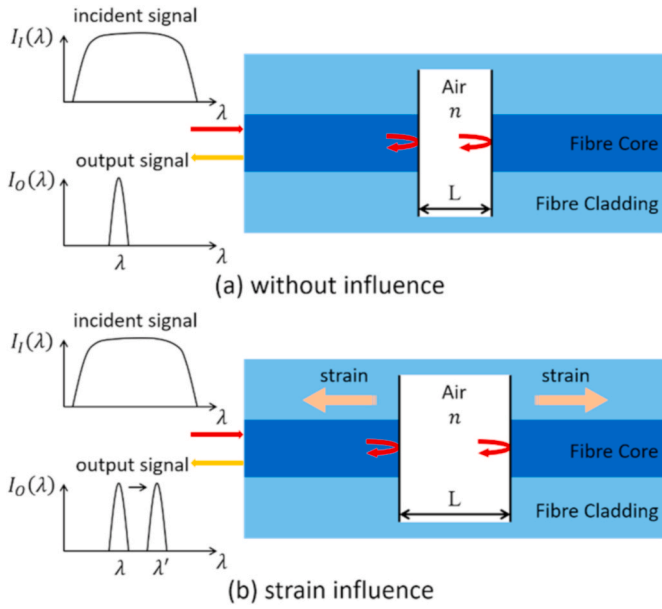 incident signal
I_I(λ)
λ
output signal
I_O(λ)
λ
λ
Air
n
L
Fibre Core
Fibre Cladding
(a) without influence
incident signal
I_I(λ)
λ
output signal
I_O(λ)
λ
λ′
λ
strain
strain
Air
n
L
Fibre Core
Fibre Cladding
(b) strain influence